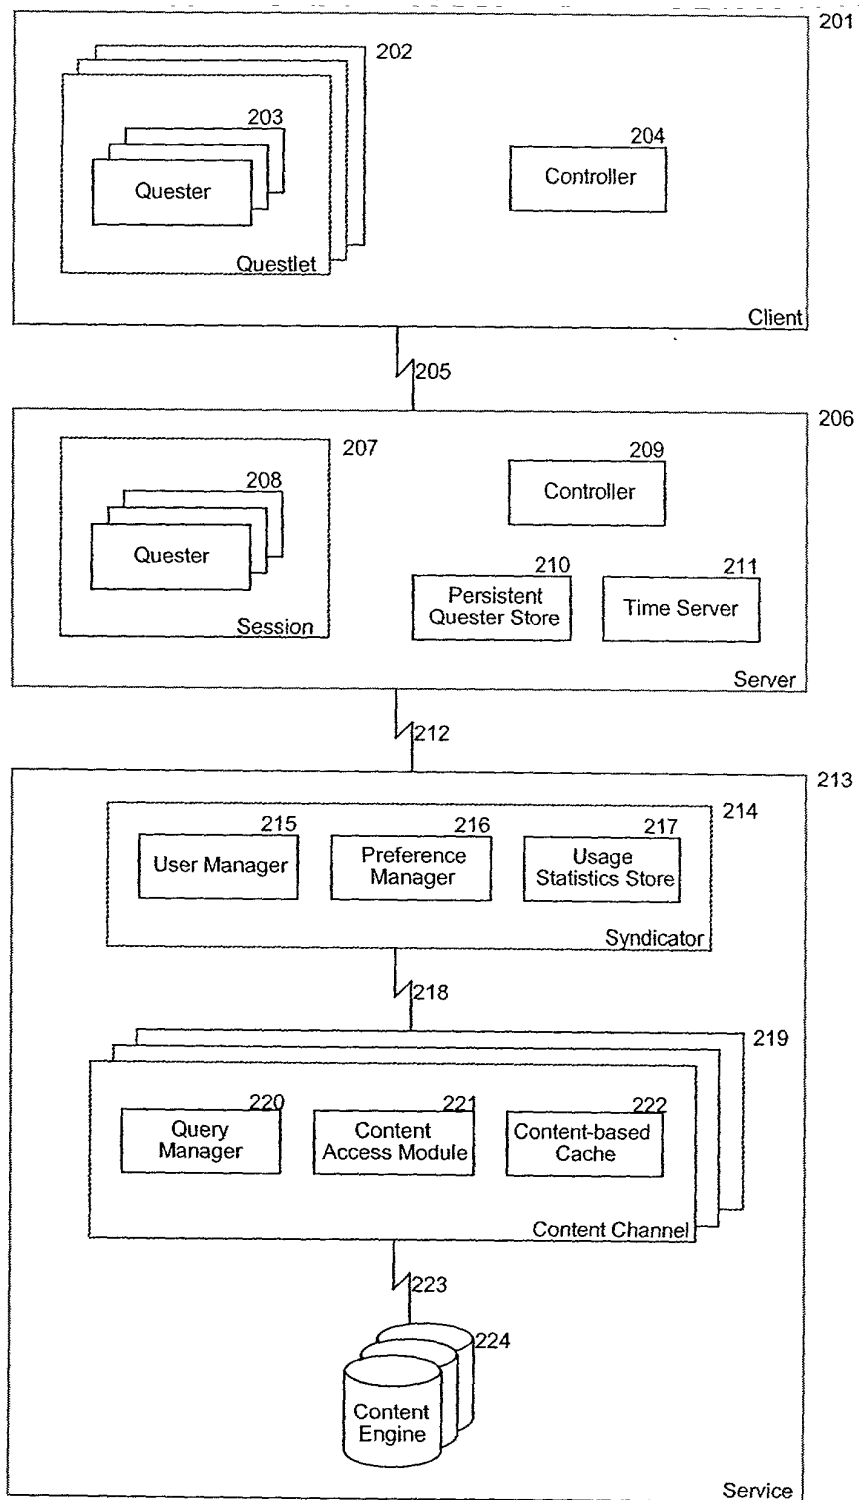 201
202
203
204
Quester
Controller
Questlet
Client
205
206
207
209
208
Controller
Quester
210
211
Persistent
Quester Store
Time Server
Session
Server
212
213
214
215
216
217
User Manager
Preference
Manager
Usage
Statistics Store
Syndicator
218
219
220
221
222
Query
Manager
Content
Access Module
Content-based
Cache
Content Channel
223
224
Content
Engine
Service